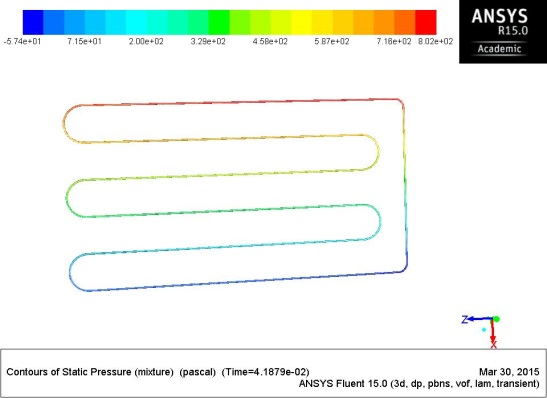 ANSYS
R15.0
Academic
-5.74e+01 7.15e+01 2.00e+02 3.29e+02 4.58e+02 5.87e+02 7.16e+02 8.02e+02
Z
X
Contours of Static Pressure (mixture) (pascal) (Time=4.1879e-02) Mar 30, 2015
ANSYS Fluent 15.0 (3d, dp, pbns, vof, lam, transient)